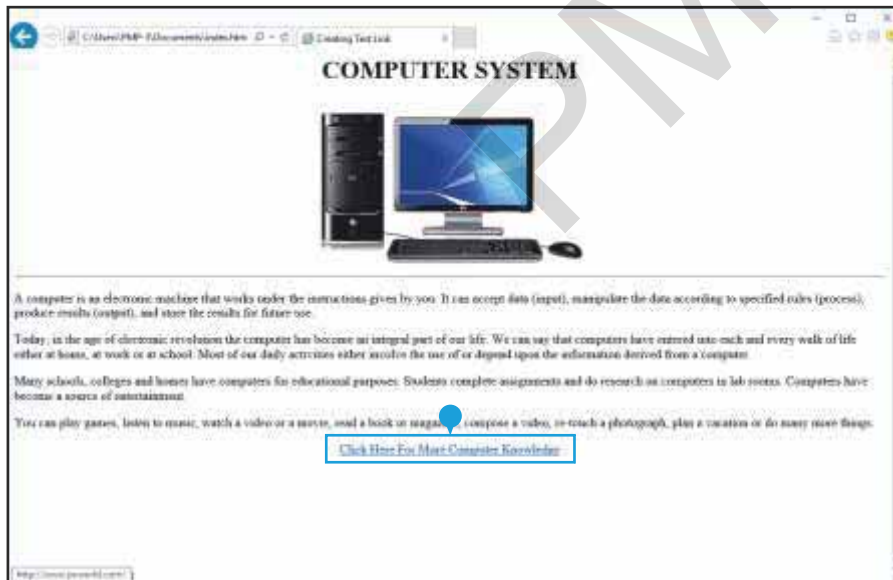 Creating Text Link
COMPUTER SYSTEM
A computer is an electronic machine that works under the instructions given by you. It can accept data (input), manipulate the data according to specified rules (process),
produce results (output), and store the results for future use.
Today, in the age of electronic revolution the computer has become an integral part of our life. We can say that computers have entered into each and every walk of life
either at home, at work or at school. Most of our daily activities either involve the use of or depend upon the information derived from a computer.
Many schools, colleges and homes have computers for educational purposes. Students complete assignments and do research on computers in lab rooms. Computers have
become a source of entertainment.
You can play games, listen to music, watch a video or a movie, read a book or compose a video, re-touch a photograph, plan a vacation or do many more things.
Click Here For More Computer Knowledge
PM